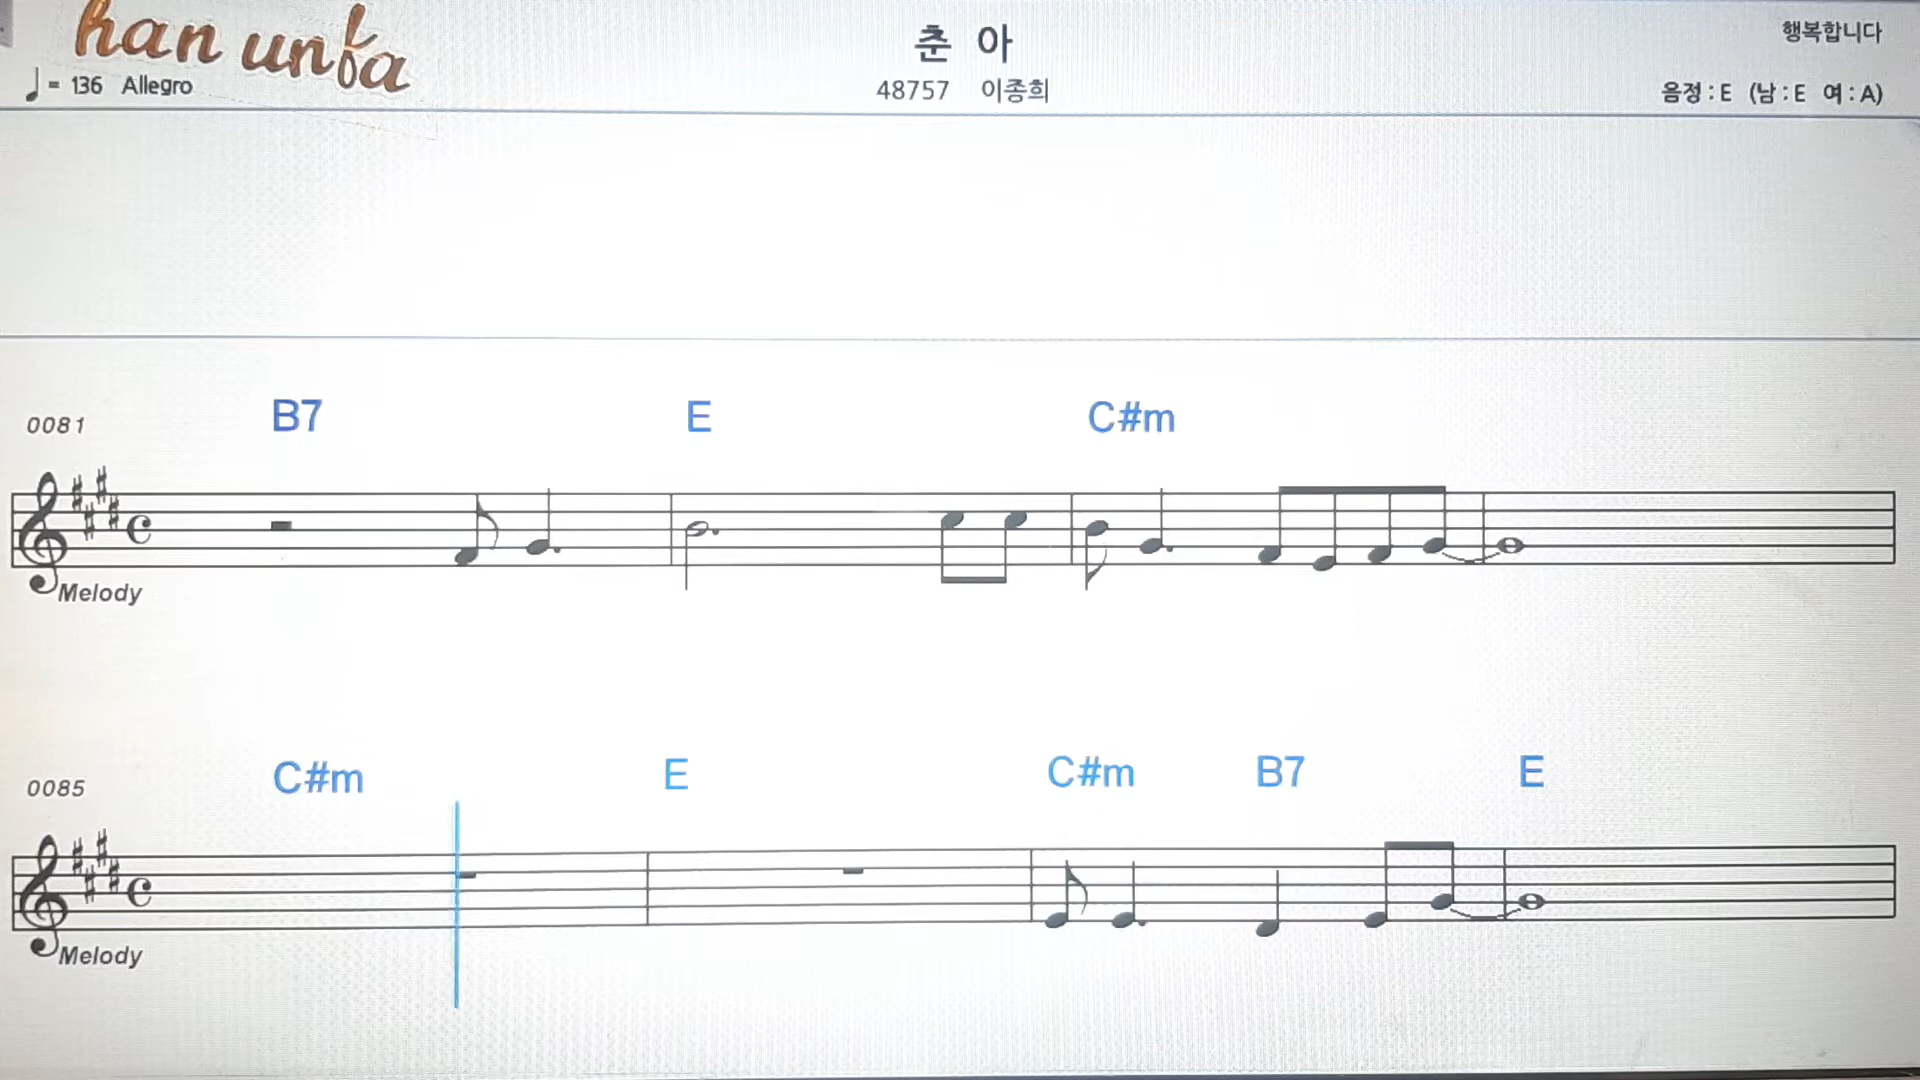 han unfa
♩= 136 Allegro
춘 아
48757 이종희
행복합니다
음정 : E (남 : E 여 : A)
0081 B7 E C#m
Melody
0085 C#m E C#m B7 E
Melody